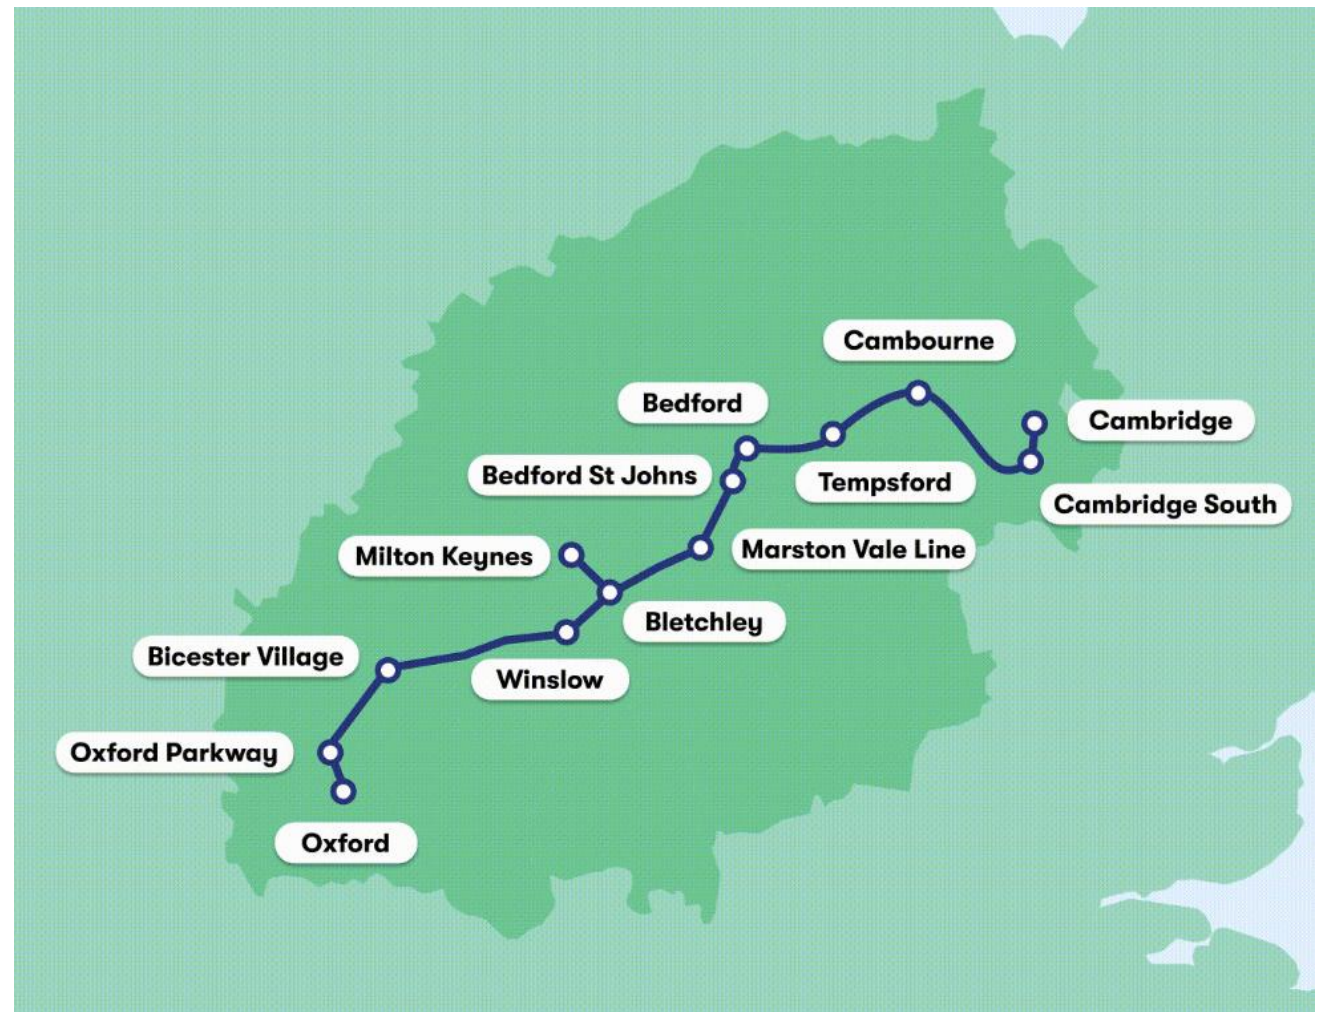 Cambourne
Bedford
Cambridge
Bedford St Johns
Tempsford
Cambridge South
Milton Keynes
Marston Vale Line
Bletchley
Bicester Village
Winslow
Oxford Parkway
Oxford